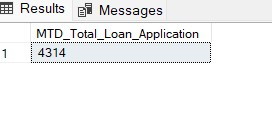 Results Messages
MTD_Total_Loan_Application
1 4314